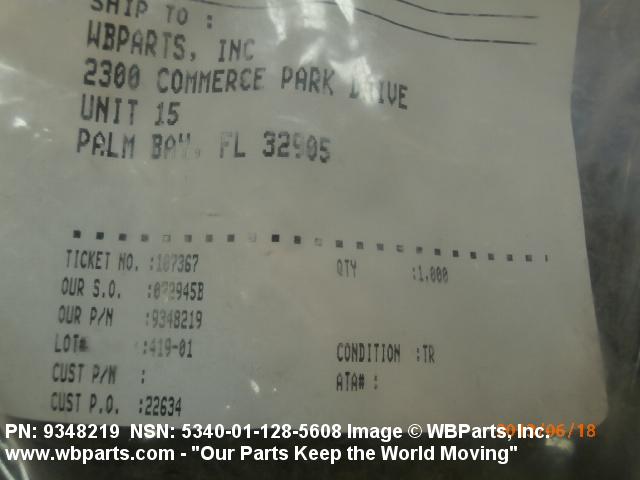 SHIP TO :
WBPARTS, INC
2300 COMMERCE PARK DRIVE
UNIT 15
PALM BAY, FL 32905
TICKET NO. :107367 QTY :1.000
OUR S.O. :072945B
OUR P/N :9348219
LOT# :419-01 CONDITION :TR
CUST P/N : ATA# :
CUST P.O. :22634
PN: 9348219 NSN: 5340-01-128-5608 Image © WBParts, Inc.
www.wbparts.com - "Our Parts Keep the World Moving"